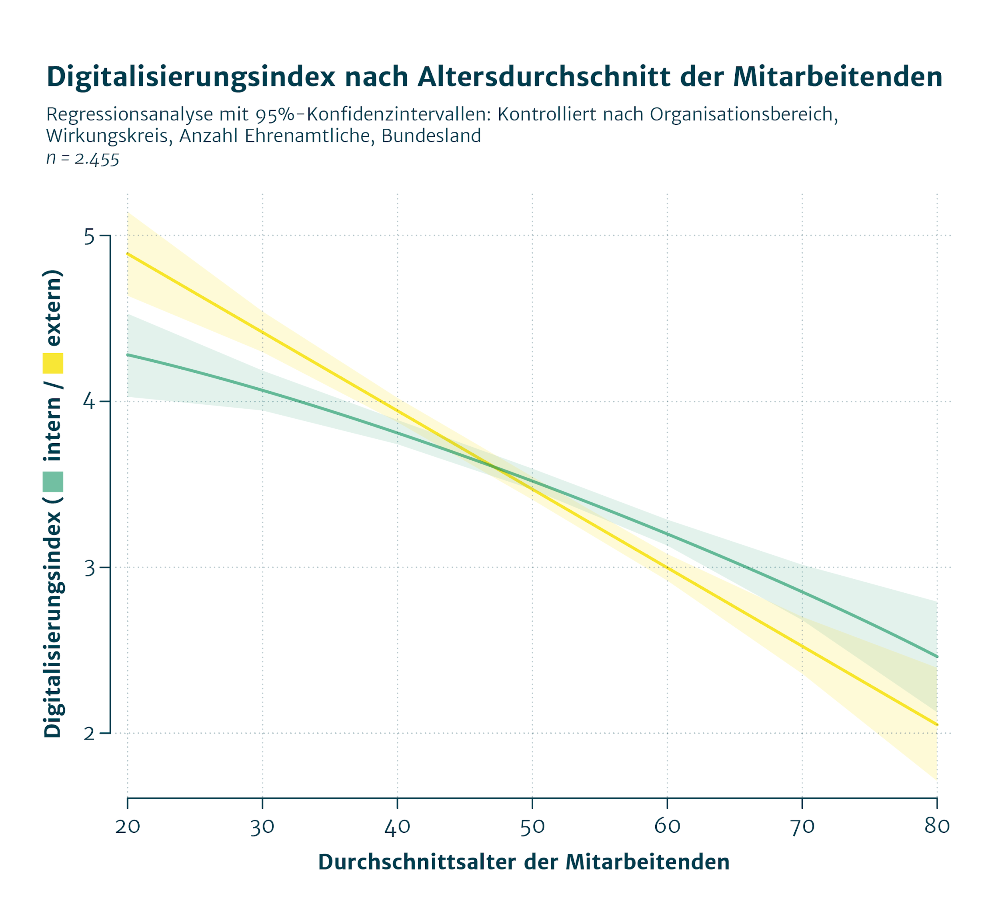 Digitalisierungsindex nach Altersdurchschnitt der Mitarbeitenden
Regressionsanalyse mit 95%-Konfidenzintervallen: Kontrolliert nach Organisationsbereich,
Wirkungskreis, Anzahl Ehrenamtliche, Bundesland
n = 2.455
Digitalisierungsindex ( intern / extern)
5
4
3
2
20 30 40 50 60 70 80
Durchschnittsalter der Mitarbeitenden